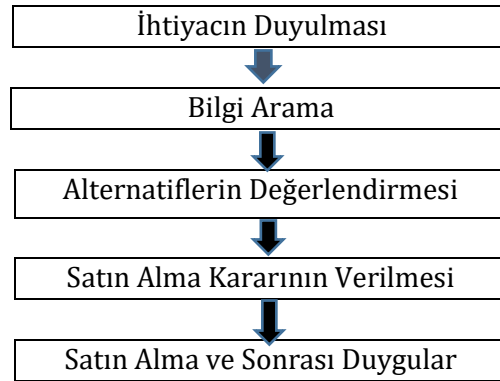 İhtiyacın Duyulması
Bilgi Arama
Alternatiflerin Değerlendirmesi
Satın Alma Kararının Verilmesi
Satın Alma ve Sonrası Duygular